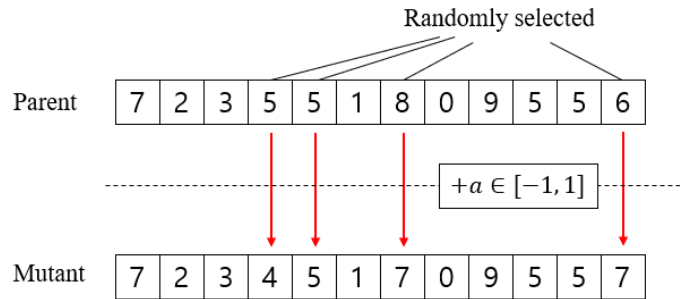 Randomly selected
Parent 7 2 3 5 5 1 8 0 9 5 5 6
+a ∈ [−1, 1]
Mutant 7 2 3 4 5 1 7 0 9 5 5 7